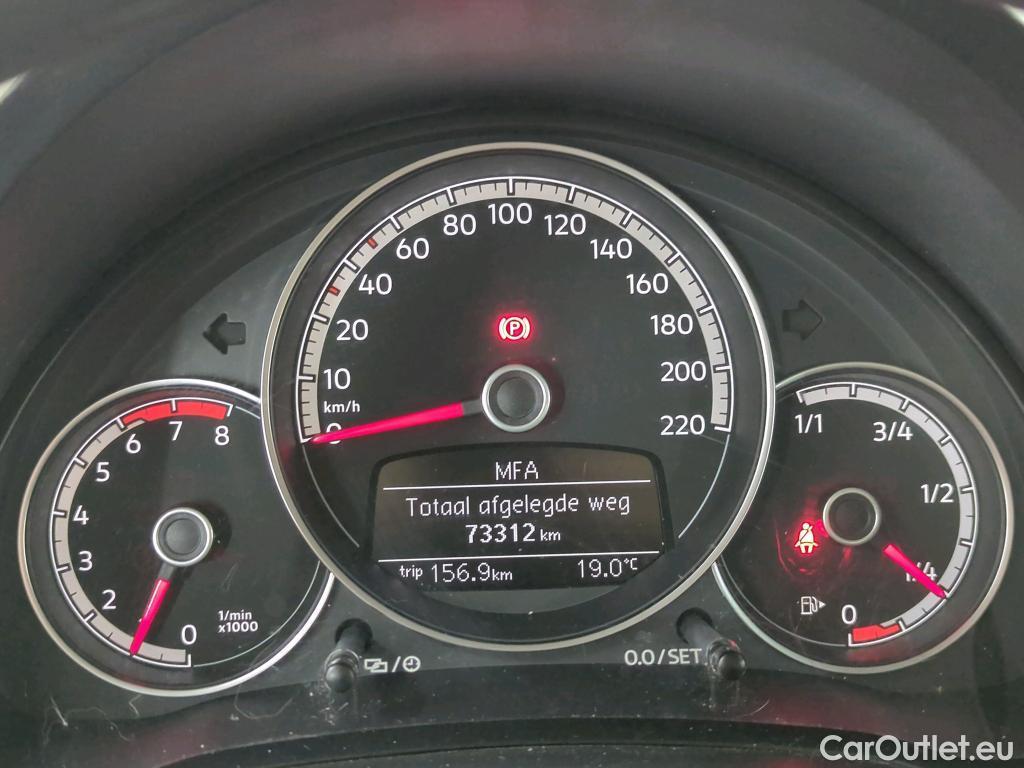 0
10
20
40
60
80
100
120
140
160
180
200
220
km/h
P
0
2
3
4
5
6
7
8
1/min
x1000
MFA
Totaal afgelegde weg
73312 km
trip 156.9 km 19.0°C
1/1
3/4
1/2
1/4
0
0.0/SET
CarOutlet.eu